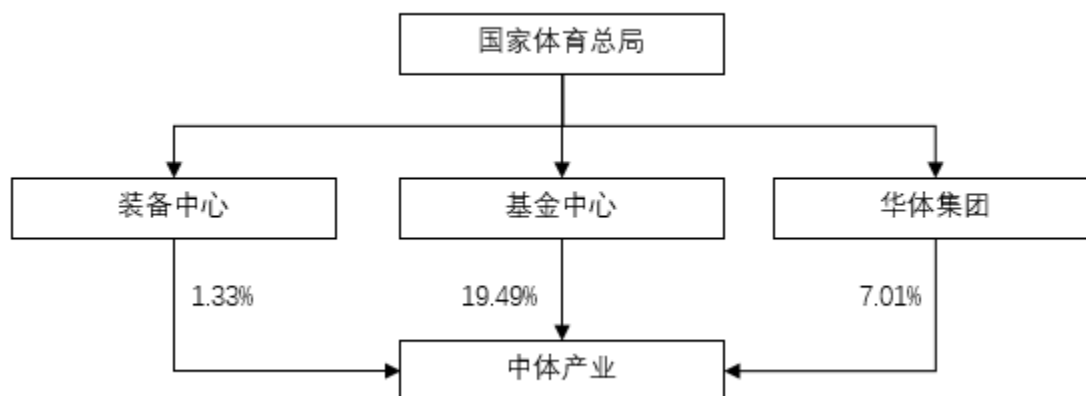 国家体育总局
装备中心
基金中心
华体集团
1.33%
19.49%
7.01%
中体产业